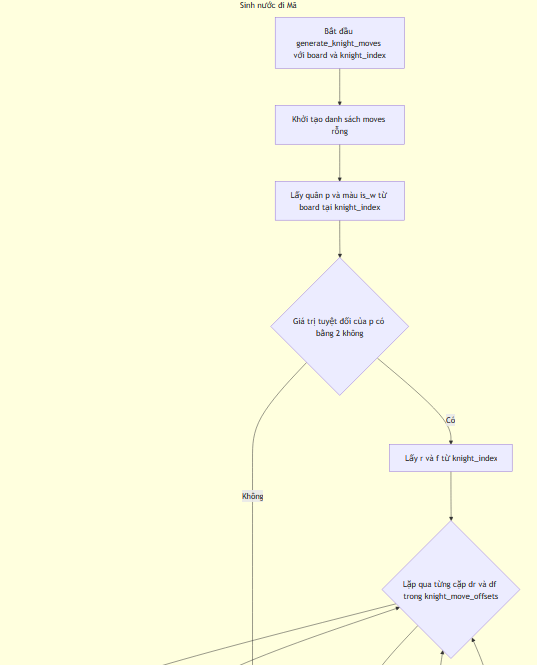 Sinh nước đi Mã
Bắt đầu
generate_knight_moves
với board và knight_index
Khởi tạo danh sách moves
rỗng
Lấy quân p và màu is_w từ
board tại knight_index
Giá trị tuyệt đối của p có
bằng 2 không
Có
Lấy r và f từ knight_index
Không
Lặp qua từng cặp dr và df
trong knight_move_offsets